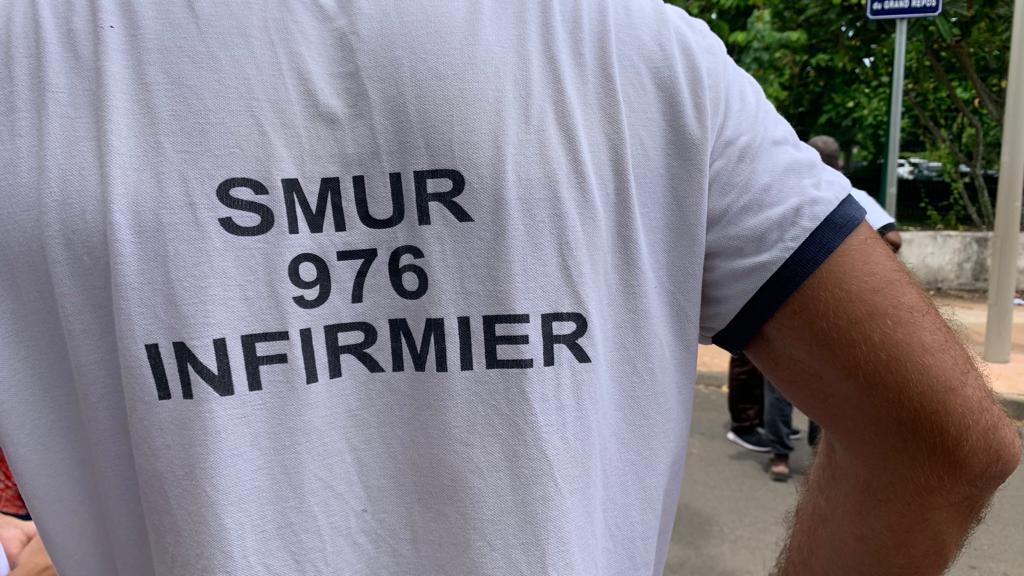 du GRAND REPOS
SMUR
976
INFIRMIER